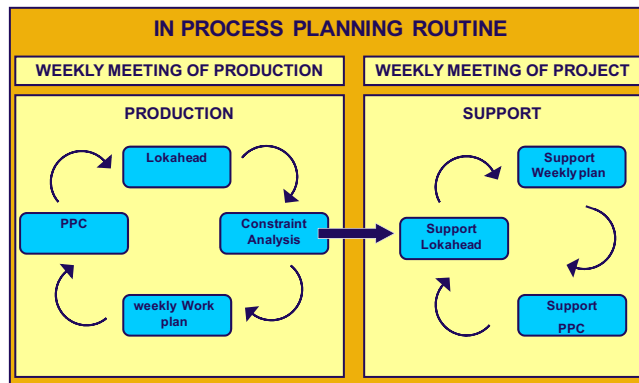 IN PROCESS PLANNING ROUTINE
WEEKLY MEETING OF PRODUCTION
WEEKLY MEETING OF PROJECT
PRODUCTION
Lokahead
PPC
Constraint
Analysis
weekly Work
plan
SUPPORT
Support
Weekly plan
Support
Lokahead
Support
PPC